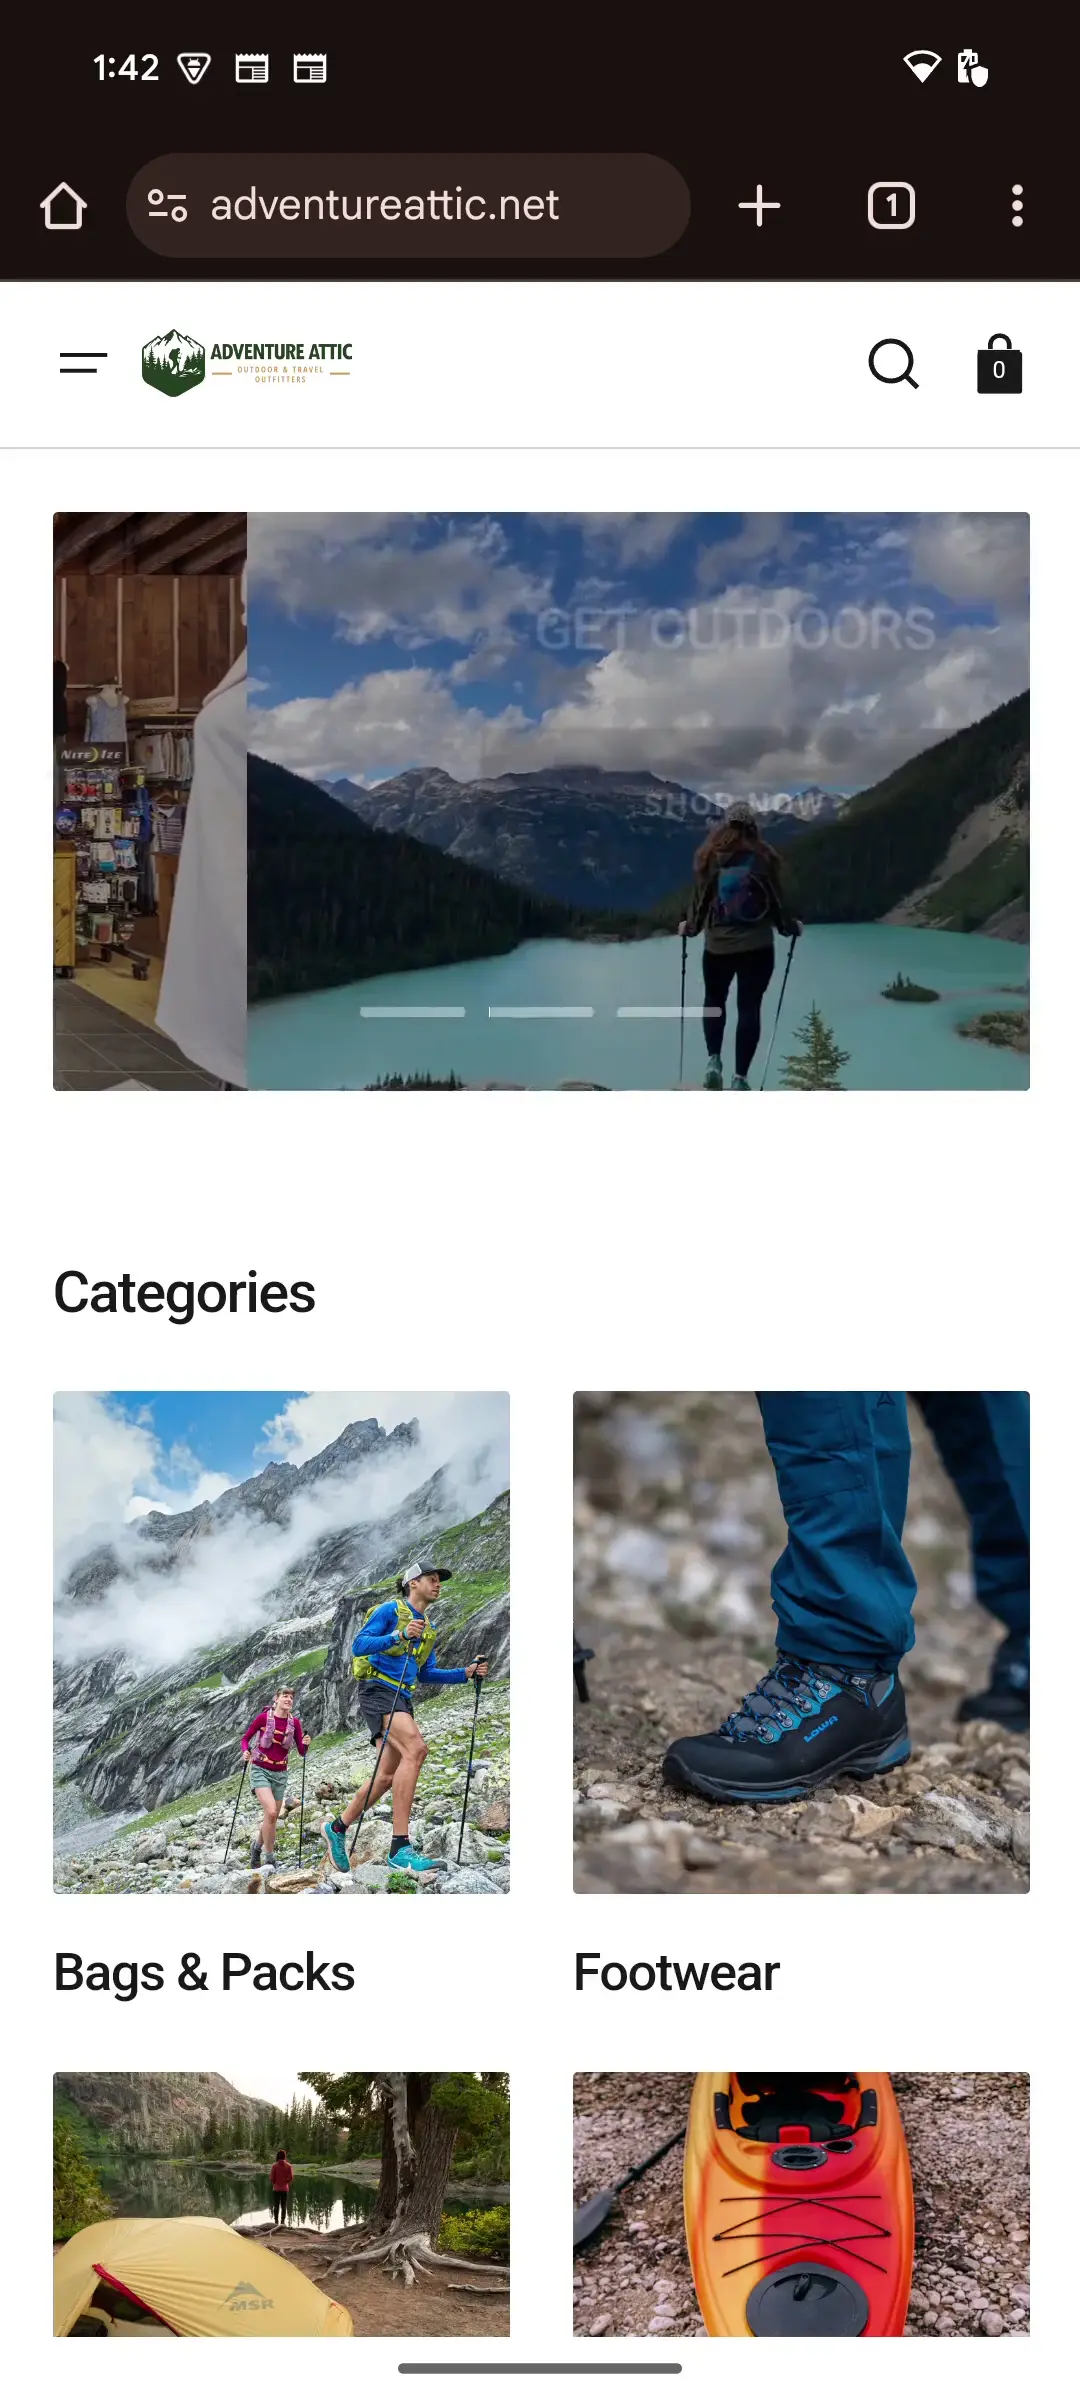 1:42
adventureattic.net
1
ADVENTURE ATTIC
OUTDOOR & TRAVEL
OUTFITTERS
0
NITE IZE
GET OUTDOORS
SHOP NOW
Categories
LOWA
Bags & Packs
Footwear
MSR